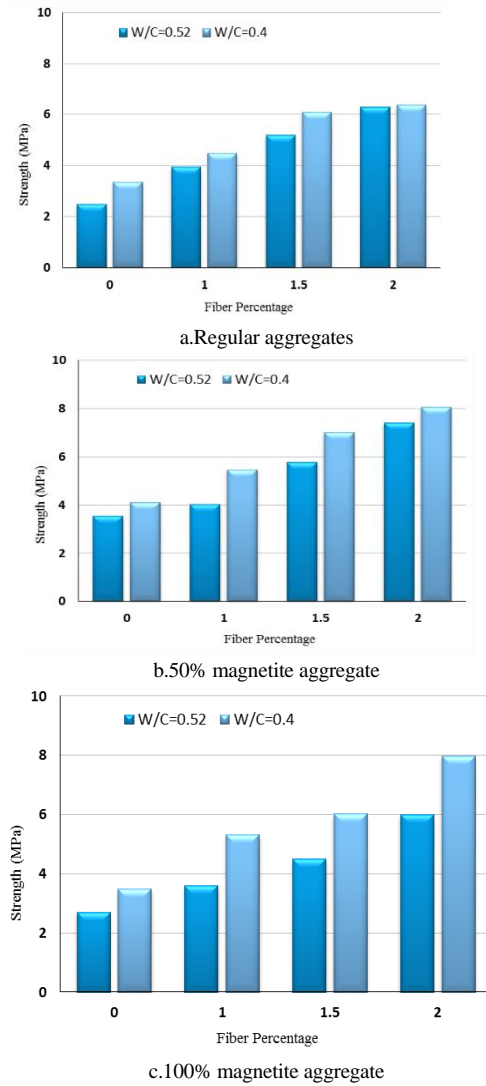 10
W/C=0.52 W/C=0.4
8
6
4
2
0
Strength (MPa)
0 1 1.5 2
Fiber Percentage
a.Regular aggregates
10
W/C=0.52 W/C=0.4
8
6
4
2
0
Strength (MPa)
0 1 1.5 2
Fiber Percentage
b.50% magnetite aggregate
10
W/C=0.52 W/C=0.4
8
6
4
2
0
Strength (MPa)
0 1 1.5 2
Fiber Percentage
c.100% magnetite aggregate